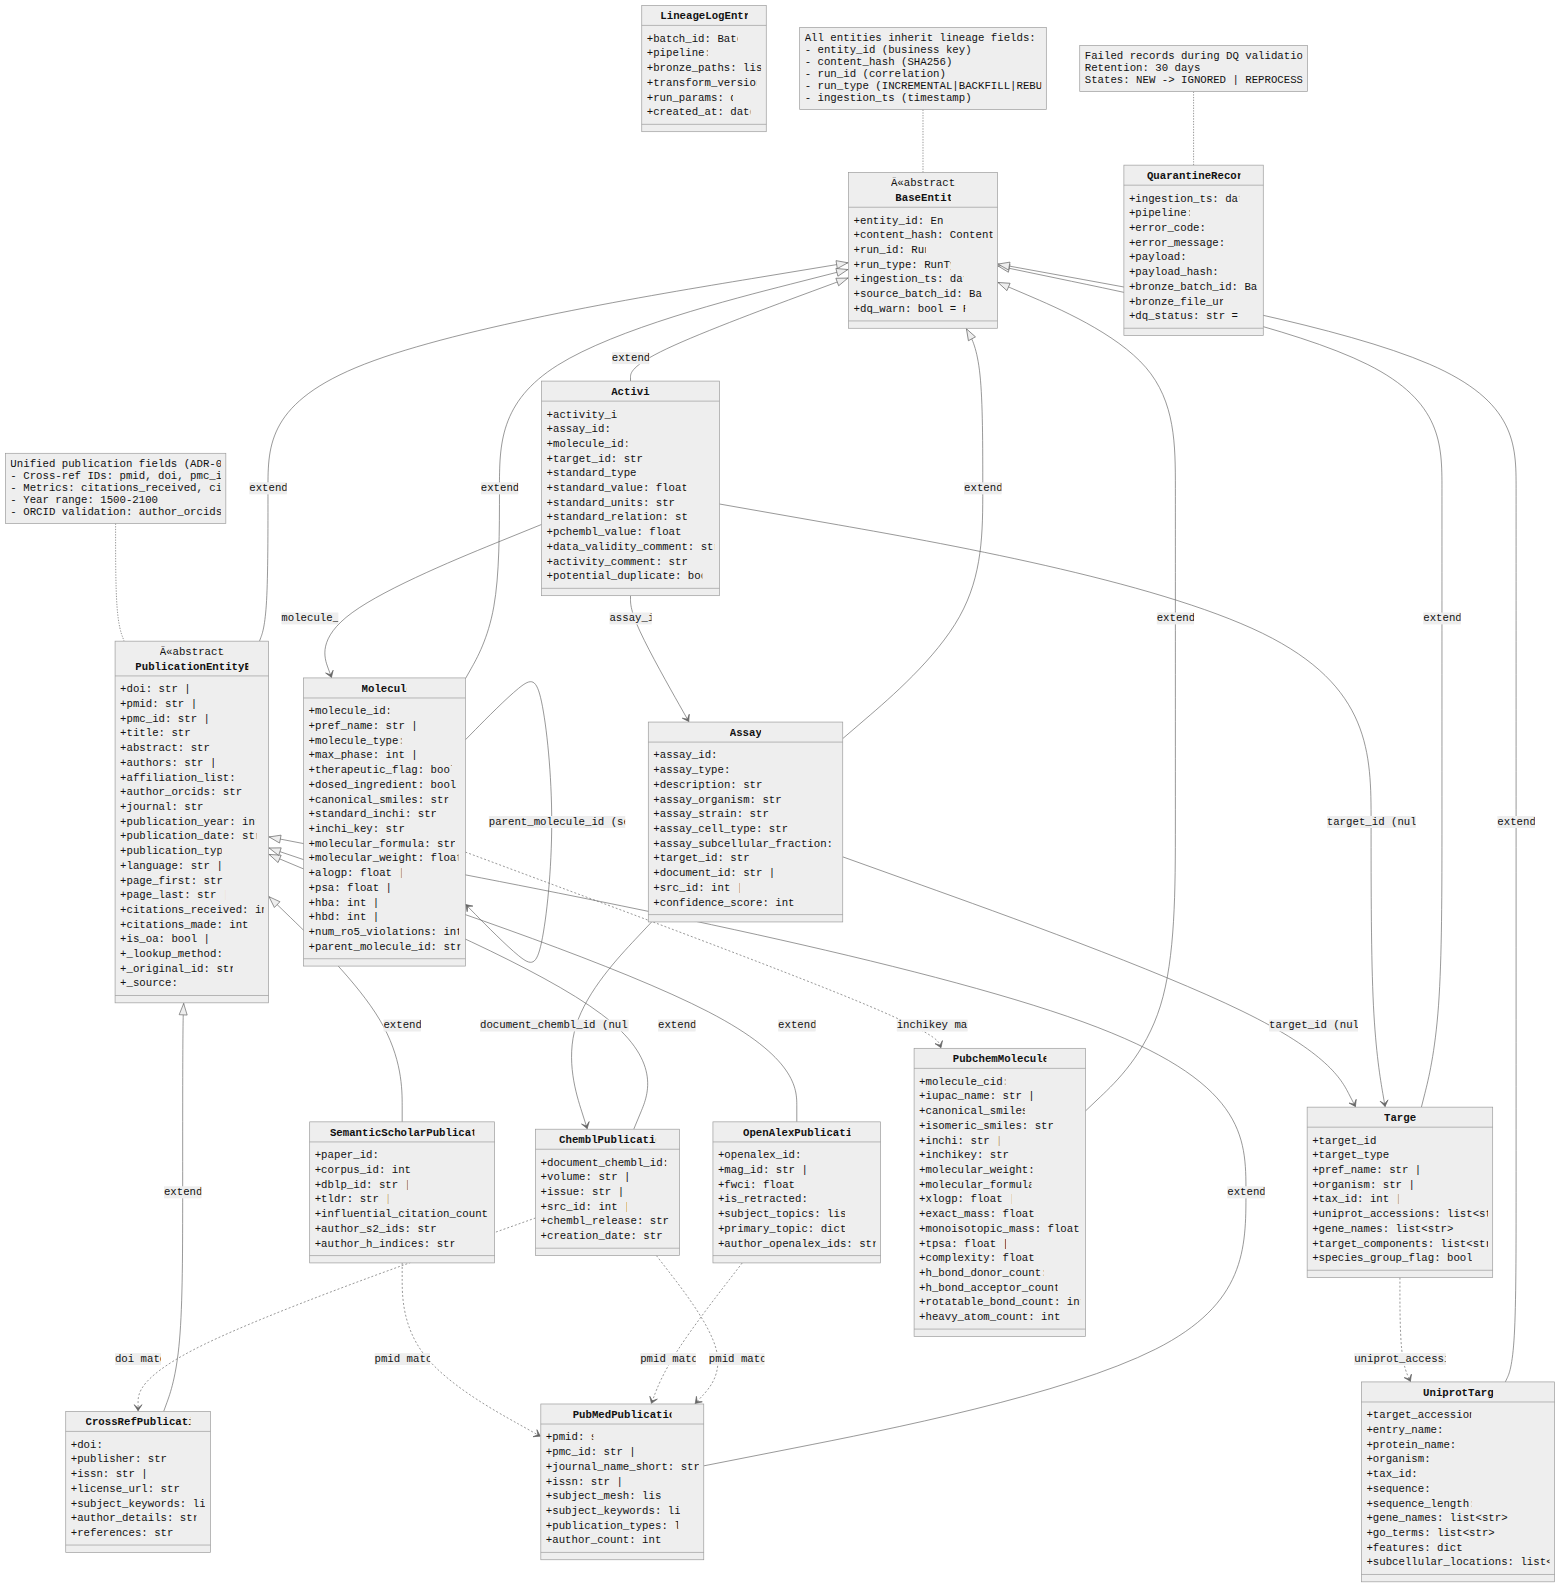 LineageLogEntr
+batch_id: Bat
+pipeline:
+bronze_paths: lis
+transform_version
+run_params: d
+created_at: dat
All entities inherit lineage fields:
- entity_id (business key)
- content_hash (SHA256)
- run_id (correlation)
- run_type (INCREMENTAL|BACKFILL|REBU
- ingestion_ts (timestamp)
Failed records during DQ validatio
Retention: 30 days
States: NEW -> IGNORED | REPROCESS
Â«abstract
BaseEntit
+entity_id: En
+content_hash: Content
+run_id: Run
+run_type: RunT
+ingestion_ts: da
+source_batch_id: Ba
+dq_warn: bool = F
QuarantineRecor
+ingestion_ts: da
+pipeline:
+error_code:
+error_message:
+payload:
+payload_hash:
+bronze_batch_id: Ba
+bronze_file_ur
+dq_status: str =
extend
Activi
+activity_i
+assay_id:
+molecule_id:
+target_id: str
+standard_type
+standard_value: float
+standard_units: str
+standard_relation: st
+pchembl_value: float
+data_validity_comment: st
+activity_comment: str
+potential_duplicate: boo
Unified publication fields (ADR-0
- Cross-ref IDs: pmid, doi, pmc_i
- Metrics: citations_received, ci
- Year range: 1500-2100
- ORCID validation: author_orcids
extend
extend
extend
molecule_
assay_i
extend
extend
Â«abstract
PublicationEntityB
+doi: str |
+pmid: str |
+pmc_id: str |
+title: str
+abstract: str
+authors: str |
+affiliation_list:
+author_orcids: str
+journal: str
+publication_year: in
+publication_date: str
+publication_typ
+language: str |
+page_first: str
+page_last: str
+citations_received: in
+citations_made: int
+is_oa: bool |
+_lookup_method:
+_original_id: str
+_source:
Molecul
+molecule_id:
+pref_name: str |
+molecule_type:
+max_phase: int |
+therapeutic_flag: bool
+dosed_ingredient: bool
+canonical_smiles: str
+standard_inchi: str
+inchi_key: str
+molecular_formula: str
+molecular_weight: float
+alogp: float |
+psa: float |
+hba: int |
+hbd: int |
+num_ro5_violations: int
+parent_molecule_id: str
parent_molecule_id (se
Assay
+assay_id:
+assay_type:
+description: str
+assay_organism: str
+assay_strain: str
+assay_cell_type: str
+assay_subcellular_fraction:
+target_id: str
+document_id: str |
+src_id: int |
+confidence_score: int
target_id (nul
extend
extend
document_chembl_id (nul
extend
extend
inchikey ma
target_id (nul
PubchemMolecule
+molecule_cid:
+iupac_name: str |
+canonical_smiles
+isomeric_smiles: str
+inchi: str |
+inchikey: str
+molecular_weight:
+molecular_formula
+xlogp: float |
+exact_mass: float
+monoisotopic_mass: float
+tpsa: float |
+complexity: float
+h_bond_donor_count:
+h_bond_acceptor_count
+rotatable_bond_count: in
+heavy_atom_count: int
Targe
+target_id
+target_type
+pref_name: str |
+organism: str |
+tax_id: int |
+uniprot_accessions: list<st
+gene_names: list<str>
+target_components: list<str
+species_group_flag: bool
SemanticScholarPublicat
+paper_id:
+corpus_id: int
+dblp_id: str |
+tldr: str |
+influential_citation_count
+author_s2_ids: str
+author_h_indices: str
ChemblPublicati
+document_chembl_id:
+volume: str |
+issue: str |
+src_id: int |
+chembl_release: str
+creation_date: str
OpenAlexPublicati
+openalex_id:
+mag_id: str |
+fwci: float
+is_retracted:
+subject_topics: lis
+primary_topic: dict
+author_openalex_ids: str
extend
extend
doi matc
pmid matc
pmid matc
pmid matc
uniprot_access
CrossRefPublicati
+doi:
+publisher: str
+issn: str |
+license_url: str
+subject_keywords: li
+author_details: str
+references: str
PubMedPublicatio
+pmid: s
+pmc_id: str |
+journal_name_short: str
+issn: str |
+subject_mesh: lis
+subject_keywords: li
+publication_types: l
+author_count: int
UniprotTarg
+target_accession
+entry_name:
+protein_name:
+organism:
+tax_id:
+sequence:
+sequence_length:
+gene_names: list<str>
+go_terms: list<str>
+features: dict
+subcellular_locations: list<